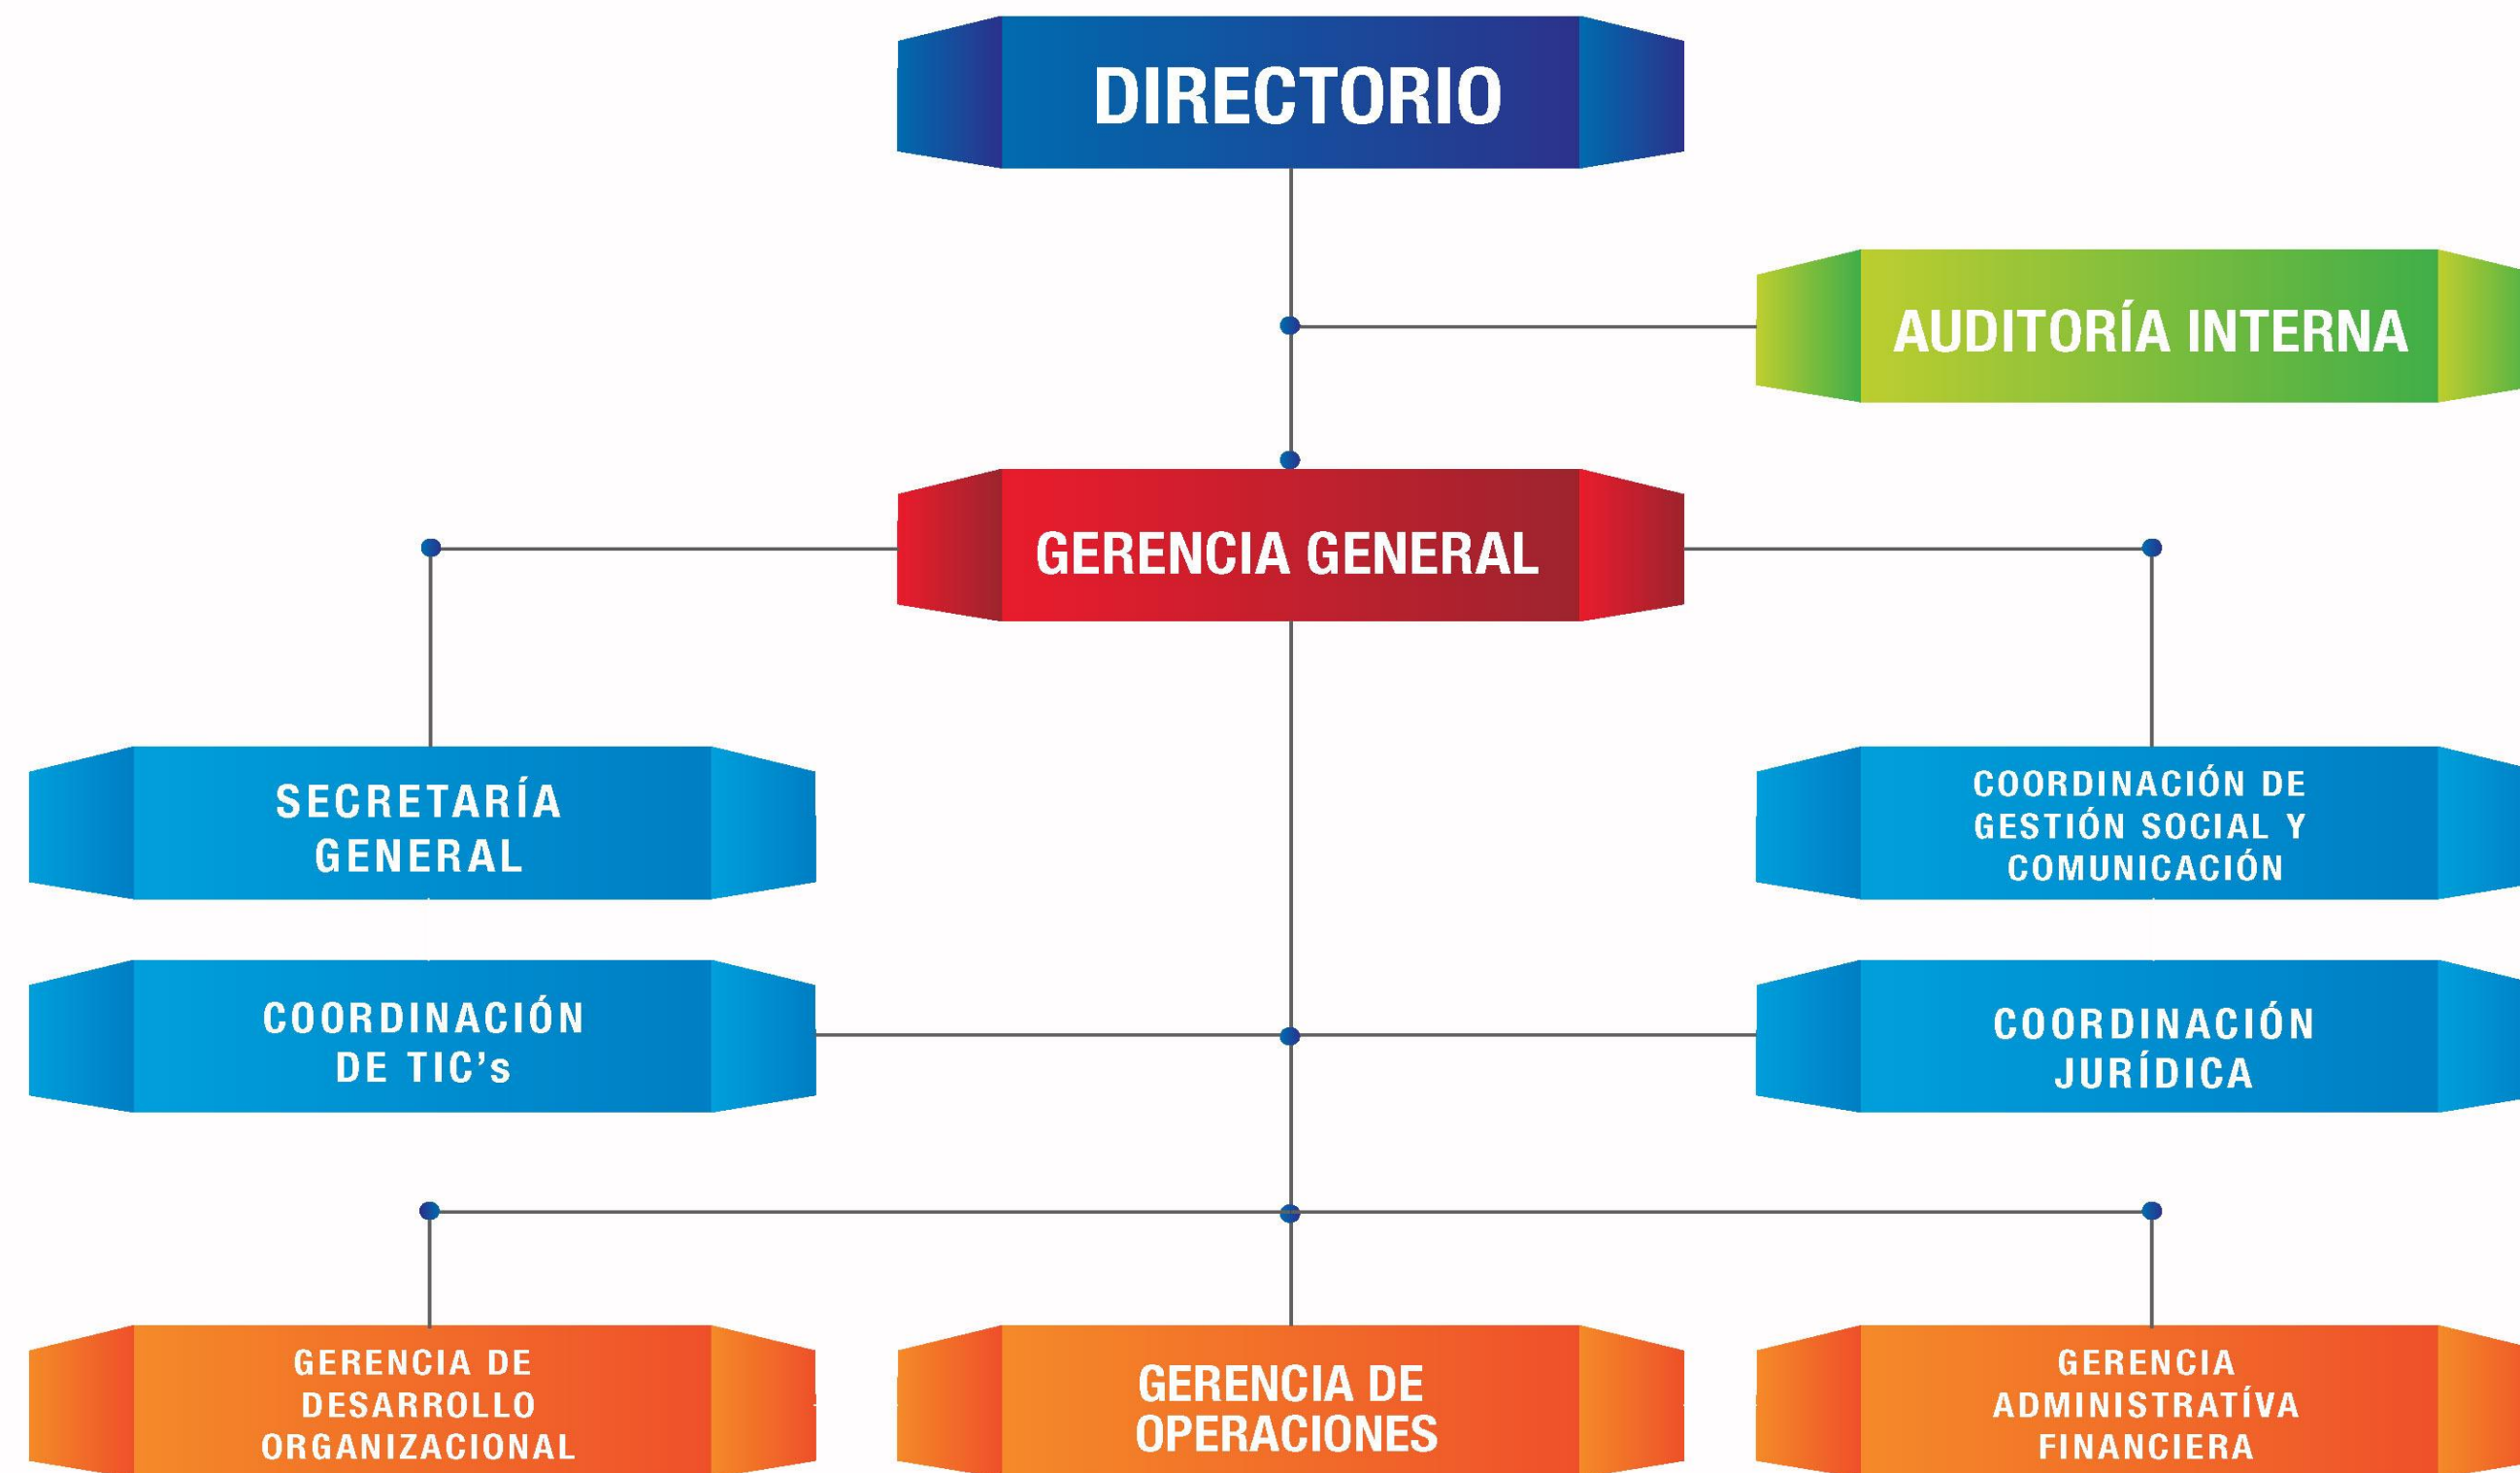 DIRECTORIO
AUDITORÍA INTERNA
GERENCIA GENERAL
SECRETARÍA
GENERAL
COORDINACIÓN DE
GESTIÓN SOCIAL Y
COMUNICACIÓN
COORDINACIÓN
DE TIC’s
COORDINACIÓN
JURÍDICA
GERENCIA DE
DESARROLLO
ORGANIZACIONAL
GERENCIA DE
OPERACIONES
GERENCIA
ADMINISTRATÍVA
FINANCIERA